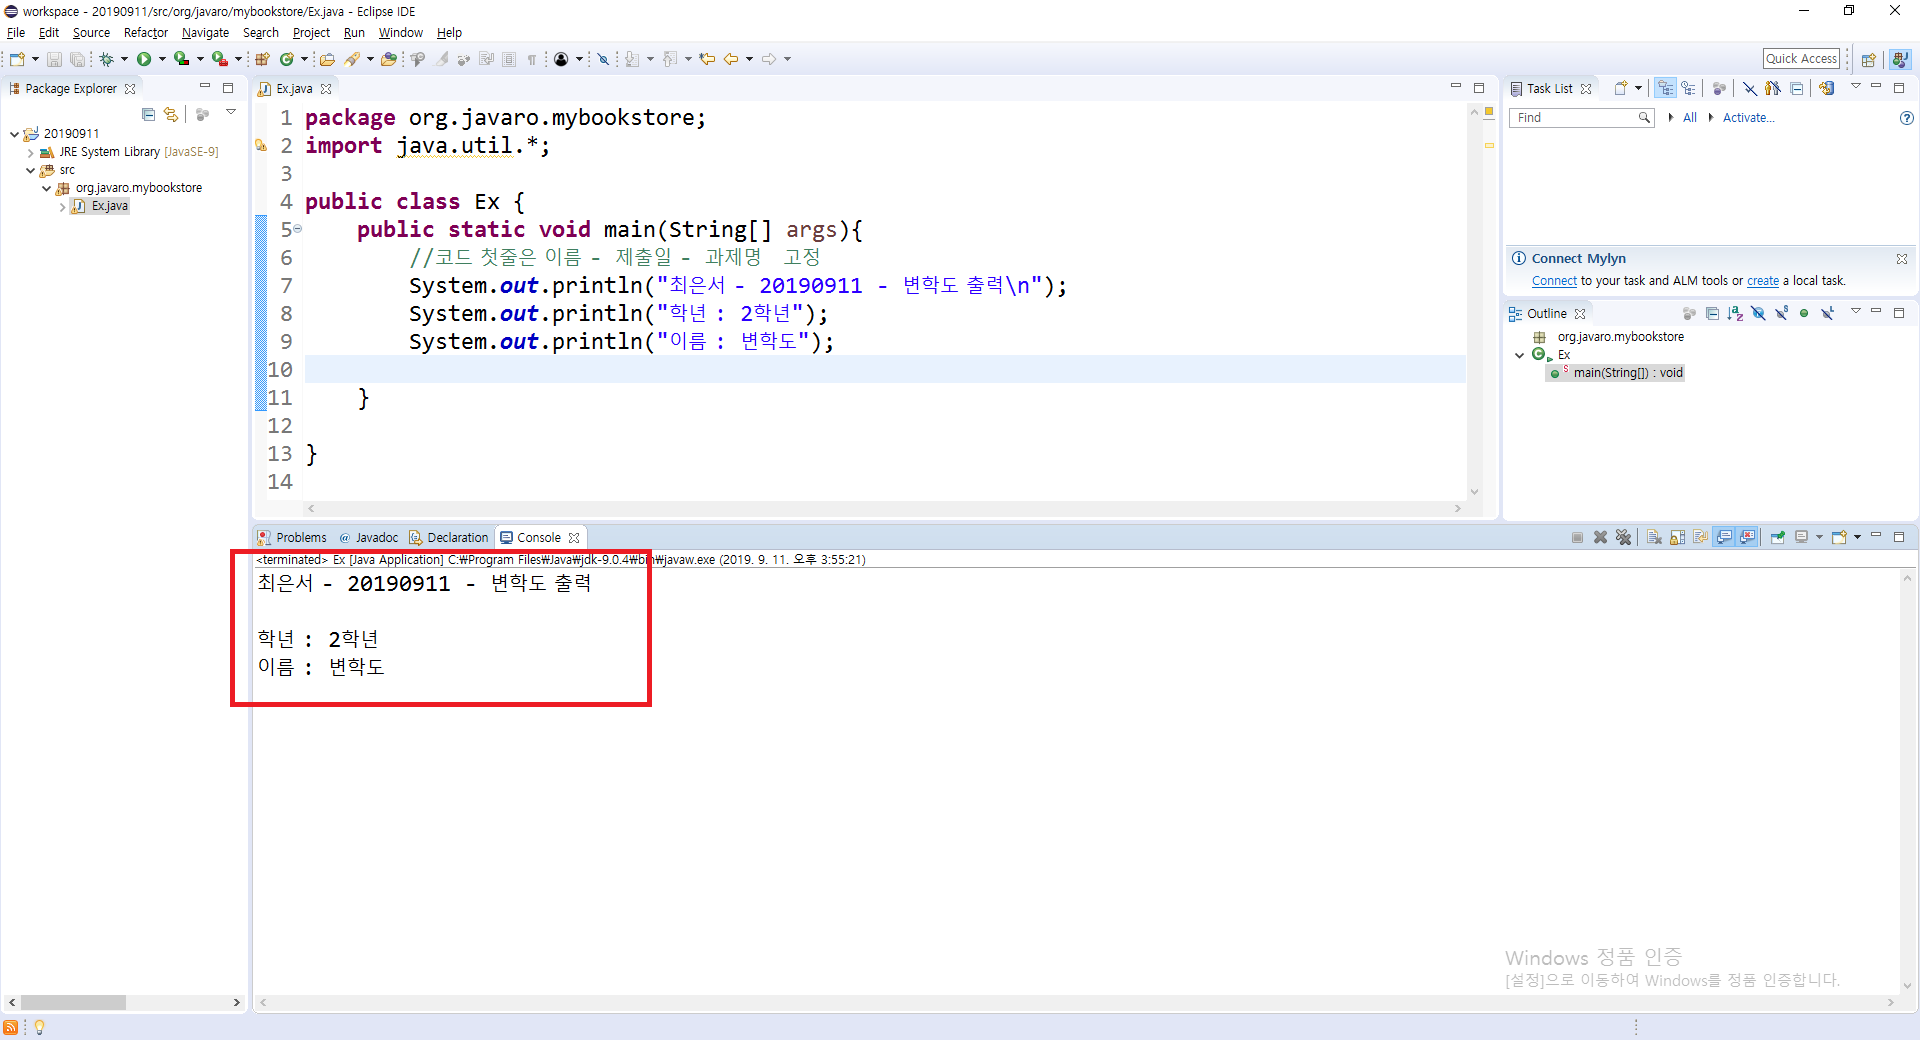 workspace - 20190911/src/org/javaro/mybookstore/Ex.java - Eclipse IDE
File Edit Source Refactor Navigate Search Project Run Window Help
Quick Access
Package Explorer
20190911
JRE System Library [JavaSE-9]
src
org.javaro.mybookstore
Ex.java
Ex.java
1 package org.javaro.mybookstore;
2 import java.util.*;
3
4 public class Ex {
5 public static void main(String[] args){
6 //코드 첫줄은 이름 - 제출일 - 과제명 고정
7 System.out.println("최은서 - 20190911 - 변학도 출력\n");
8 System.out.println("학년 : 2학년");
9 System.out.println("이름 : 변학도");
10
11 }
12
13 }
14
Task List
Find
All
Activate...
Connect Mylyn
Connect to your task and ALM tools or create a local task.
Outline
org.javaro.mybookstore
Ex
main(String[]) : void
Problems @ Javadoc Declaration Console
<terminated> Ex [Java Application] C:₩Program Files₩Java₩jdk-9.0.4₩bin₩javaw.exe (2019. 9. 11. 오후 3:55:21)
최은서 - 20190911 - 변학도 출력
학년 : 2학년
이름 : 변학도
Windows 정품 인증
[설정]으로 이동하여 Windows를 정품 인증합니다.